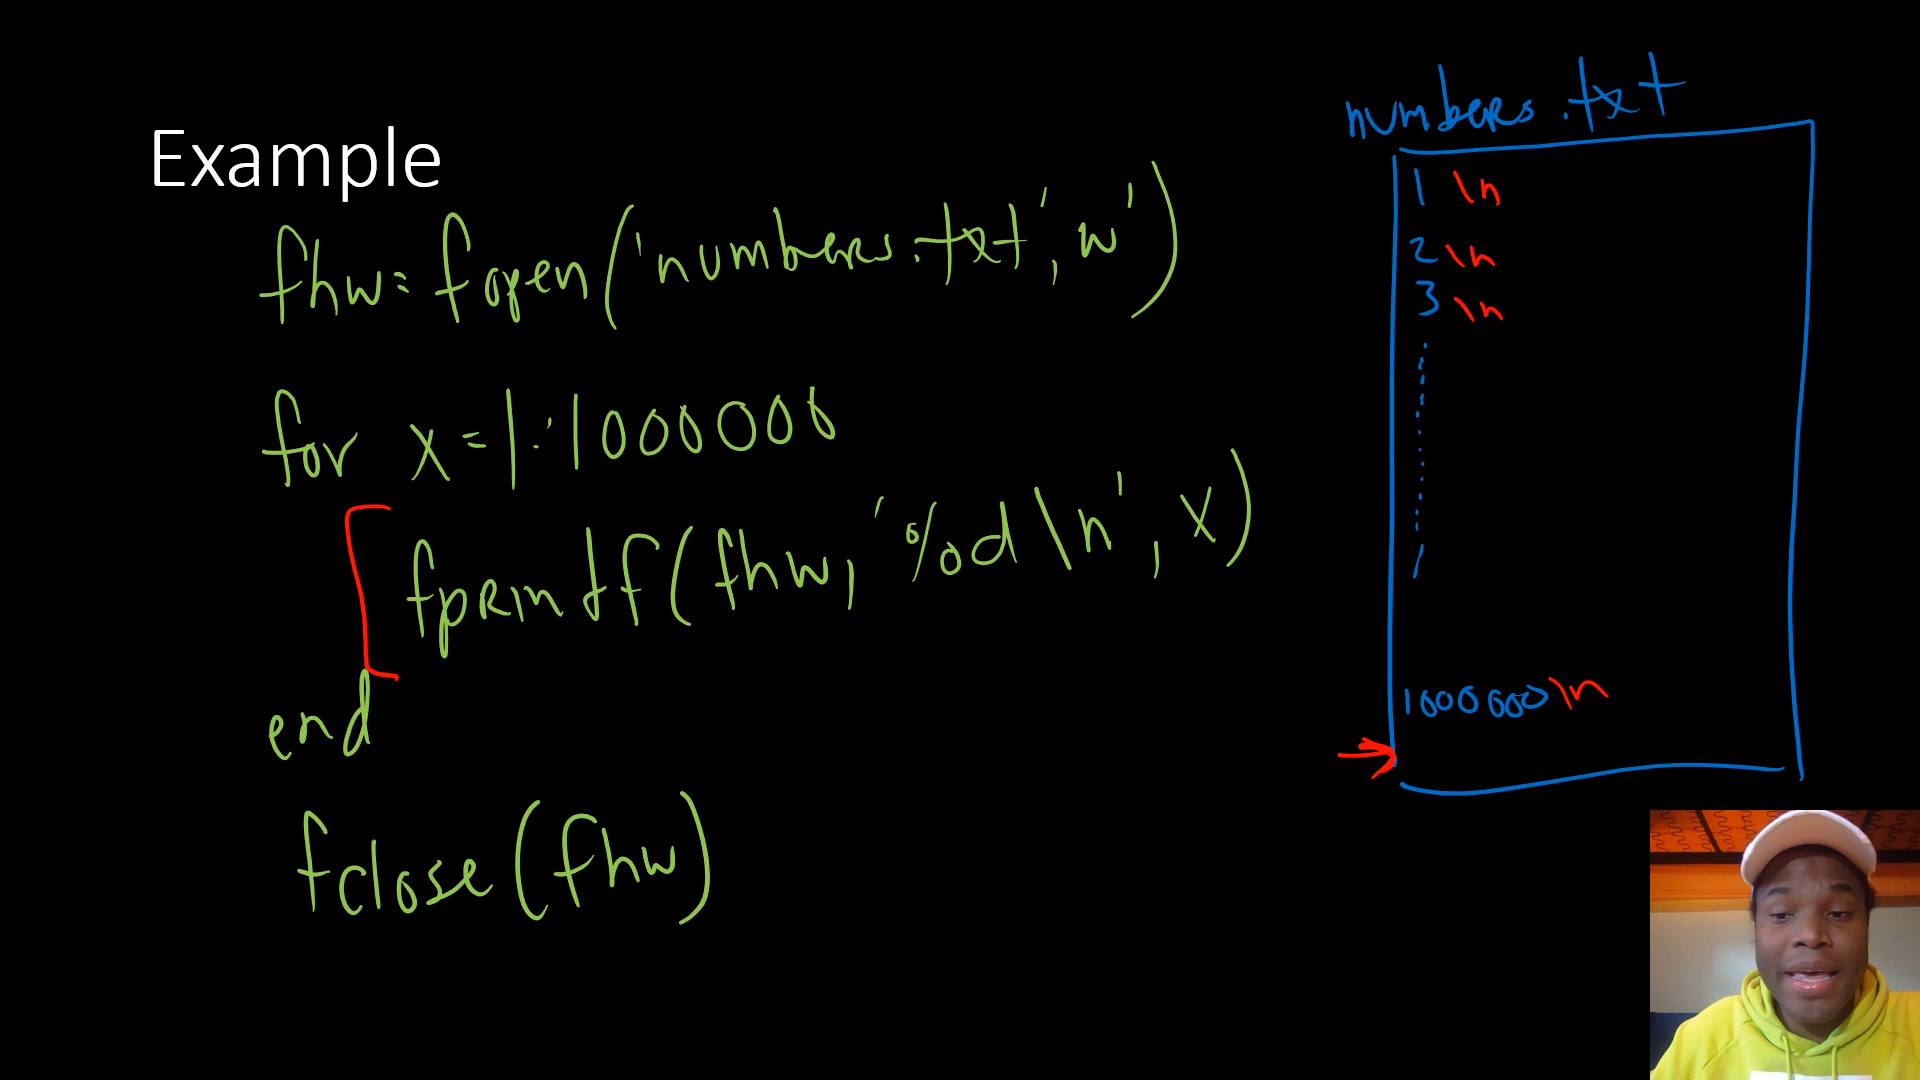 Example
fhw = fopen('numbers.txt', w')
for x = 1:1000000
fprintf(fhw, '%d\n', x)
end
fclose(fhw)
numbers.txt
1 \n
2 \n
3 \n
1000000 \n